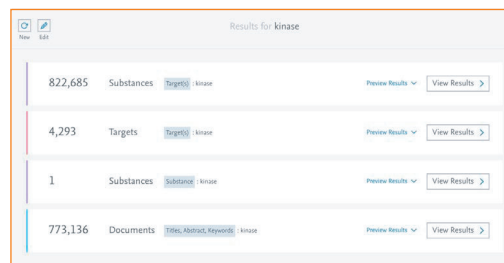 Results for kinase
New Edit
822,685 Substances Target(s) : kinase Preview Results View Results
4,293 Targets Target(s) : kinase Preview Results View Results
1 Substances Substance : kinase Preview Results View Results
773,136 Documents Titles, Abstract, Keywords : kinase Preview Results View Results